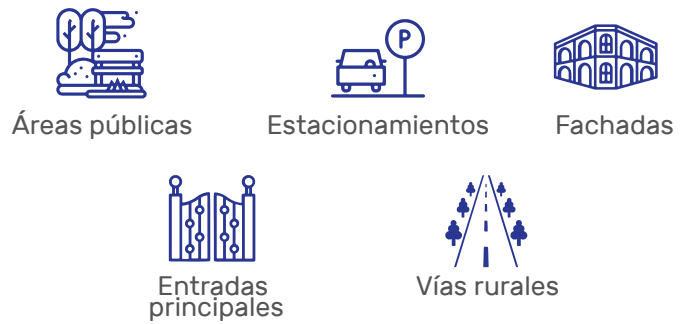 P
Áreas públicas
Estacionamientos
Fachadas
Entradas
principales
Vías rurales